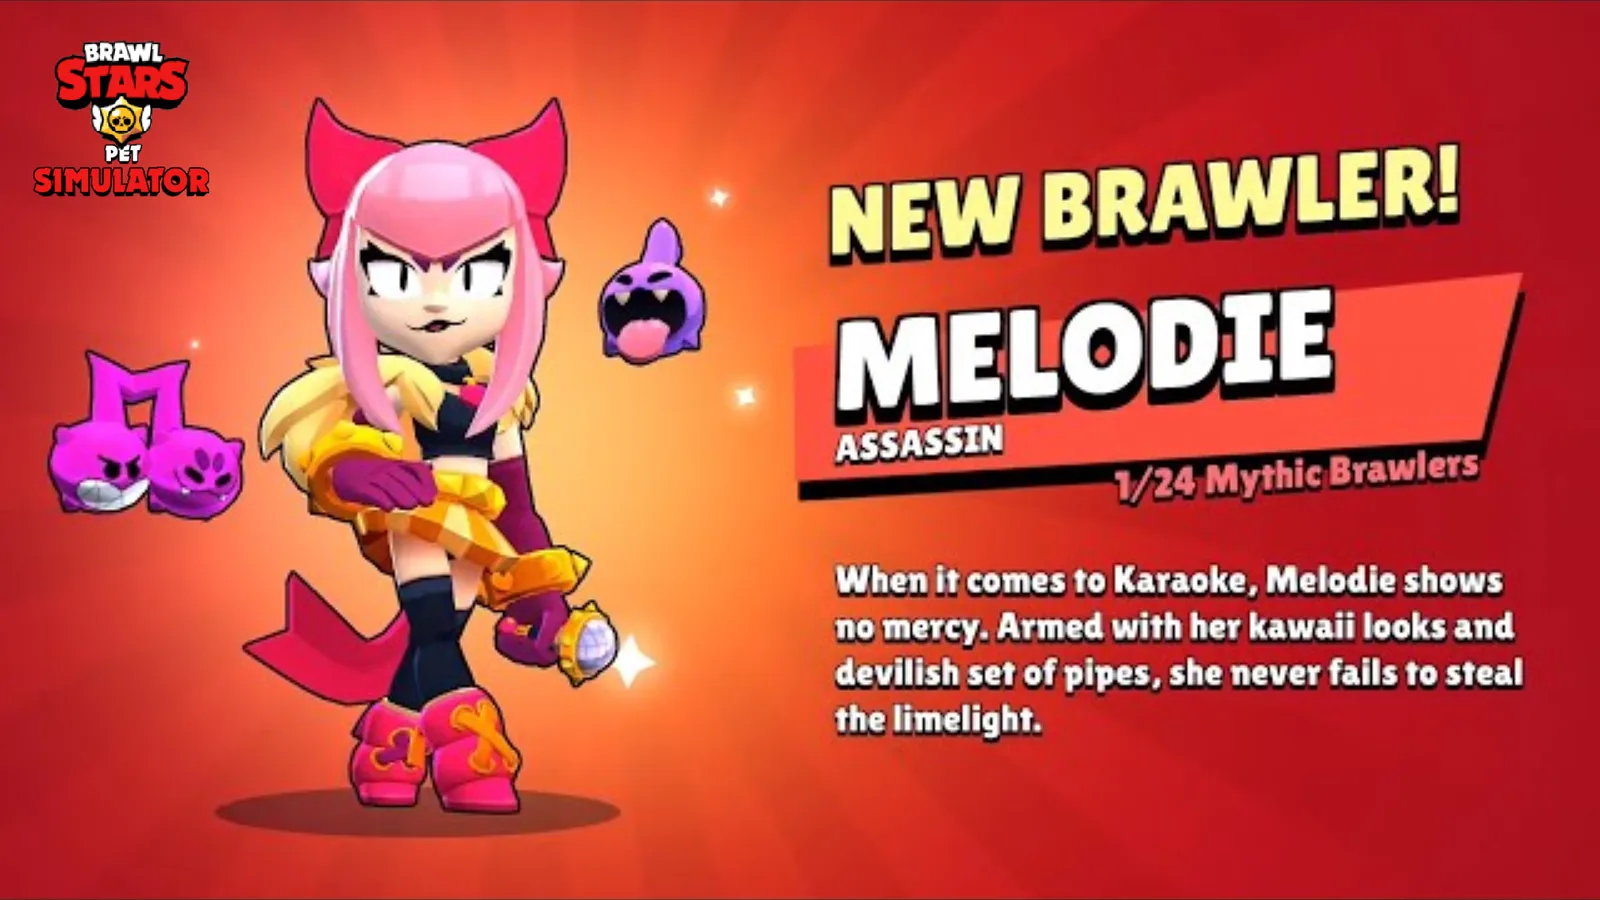 BRAWL
STARS
PET
SIMULATOR
NEW BRAWLER!
MELODIE
ASSASSIN
1/24 Mythic Brawlers
When it comes to Karaoke, Melodie shows
no mercy. Armed with her kawaii looks and
devilish set of pipes, she never fails to steal
the limelight.